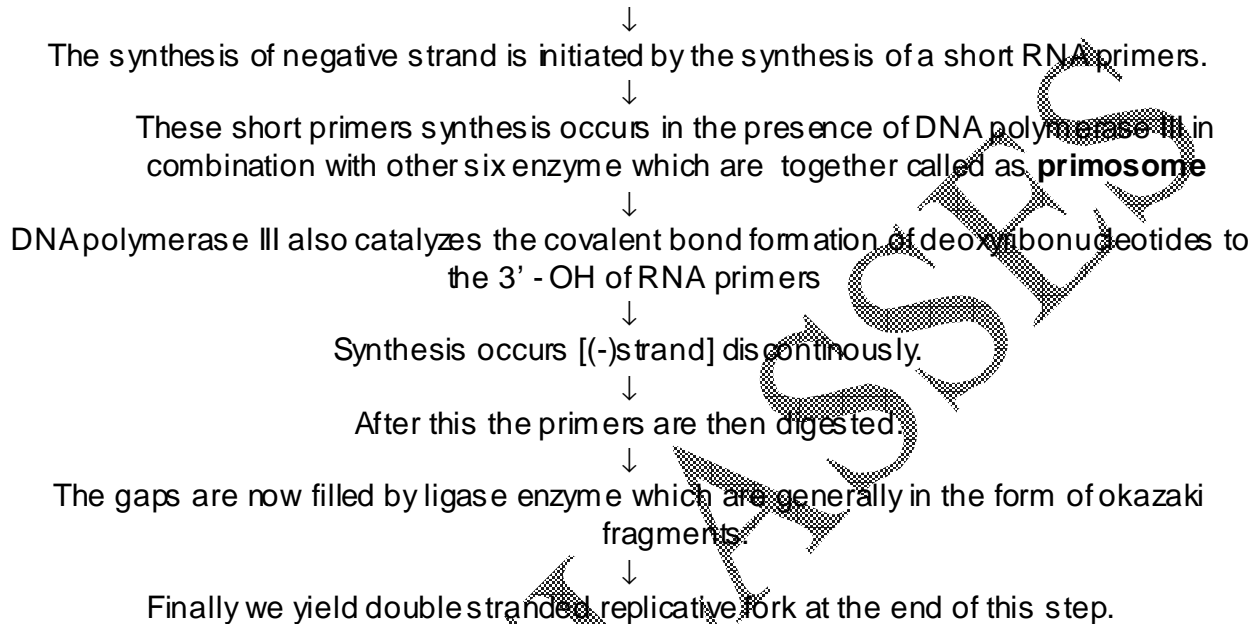 ↓
The synthesis of negative strand is initiated by the synthesis of a short RNA primers.
↓
These short primers synthesis occurs in the presence of DNA polymerase III in
combination with other six enzyme which are together called as primosome
↓
DNA polymerase III also catalyzes the covalent bond formation of deoxyribonucleotides to
the 3’ - OH of RNA primers
↓
Synthesis occurs [(-)strand] discontinously.
↓
After this the primers are then digested.
↓
The gaps are now filled by ligase enzyme which are generally in the form of okazaki
fragments.
↓
Finally we yield double stranded replicative fork at the end of this step.
ASSES